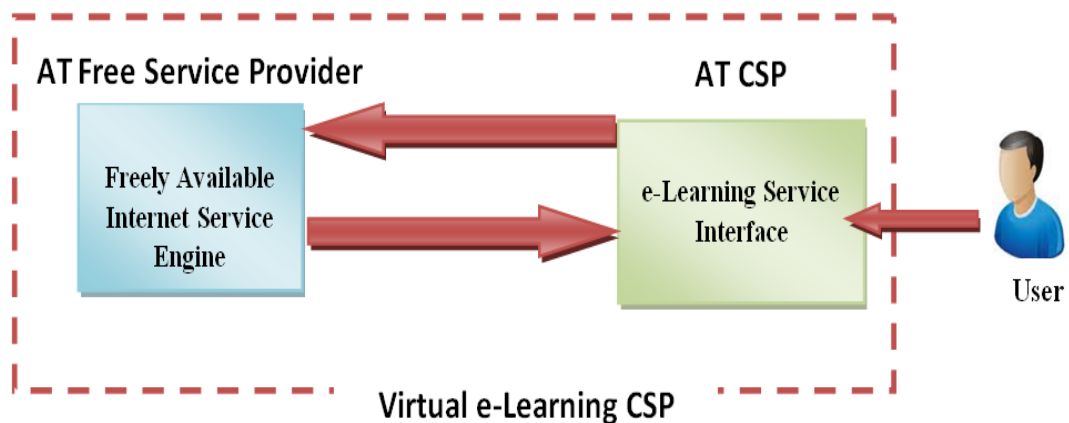 AT Free Service Provider
AT CSP
Freely Available
Internet Service
Engine
e-Learning Service
Interface
User
Virtual e-Learning CSP